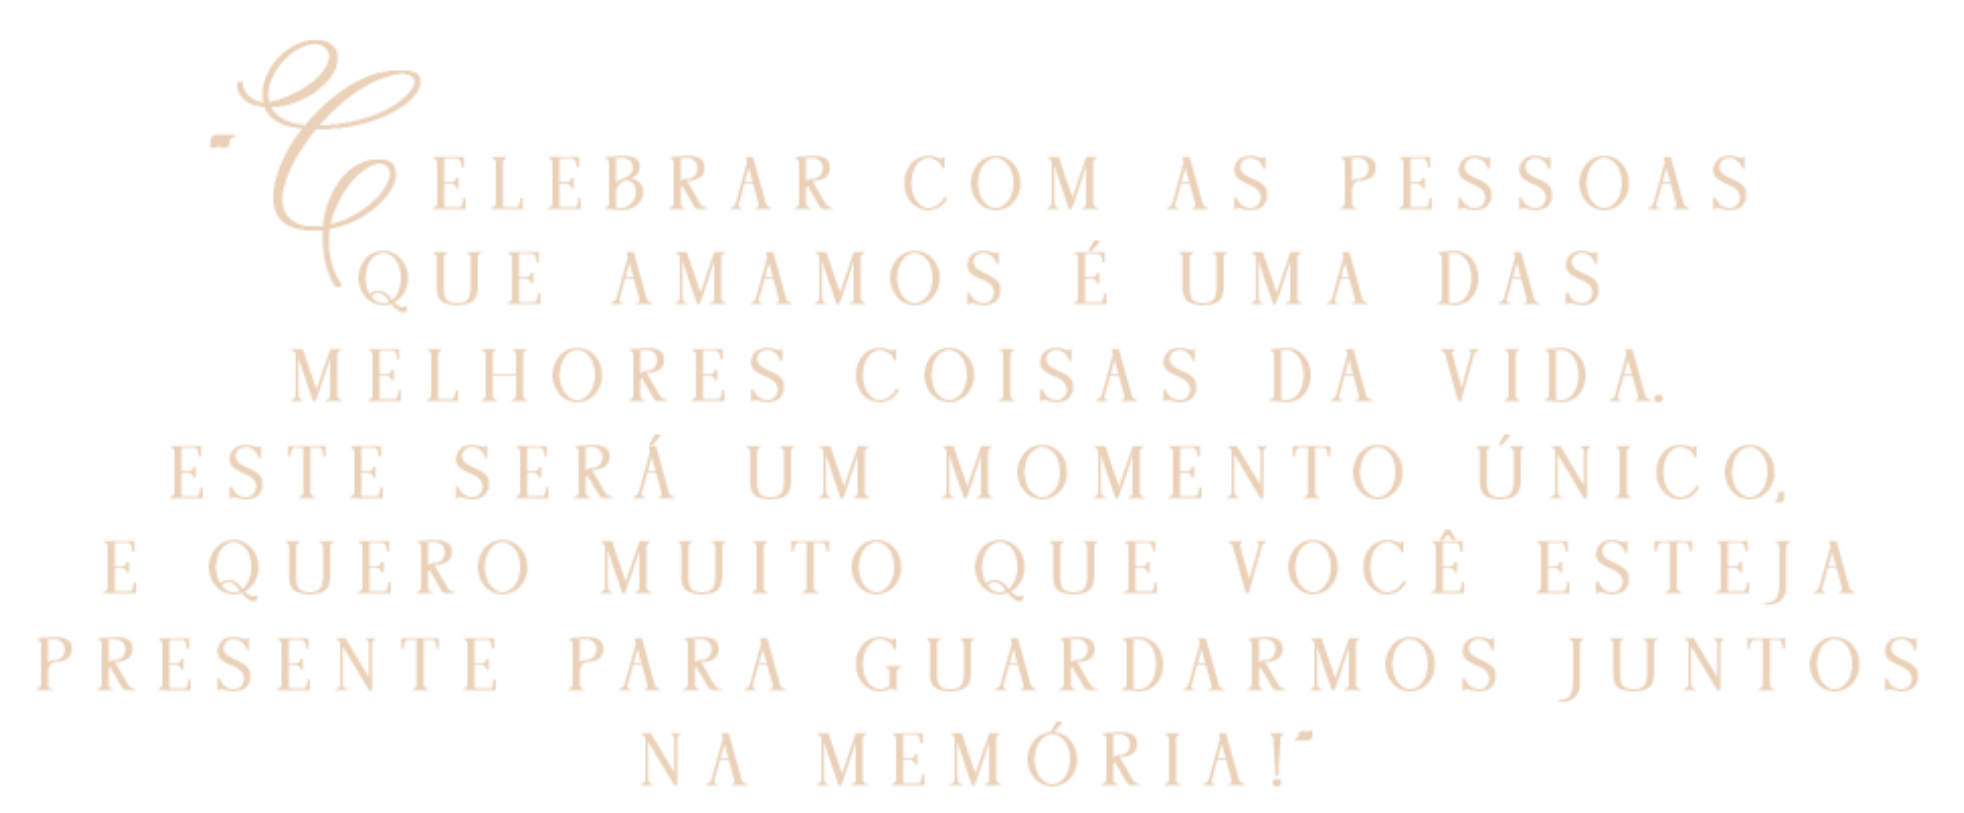 "CELEBRAR COM AS PESSOAS
QUE AMAMOS É UMA DAS
MELHORES COISAS DA VIDA.
ESTE SERÁ UM MOMENTO ÚNICO,
E QUERO MUITO QUE VOCÊ ESTEJA
PRESENTE PARA GUARDARMOS JUNTOS
NA MEMÓRIA!"